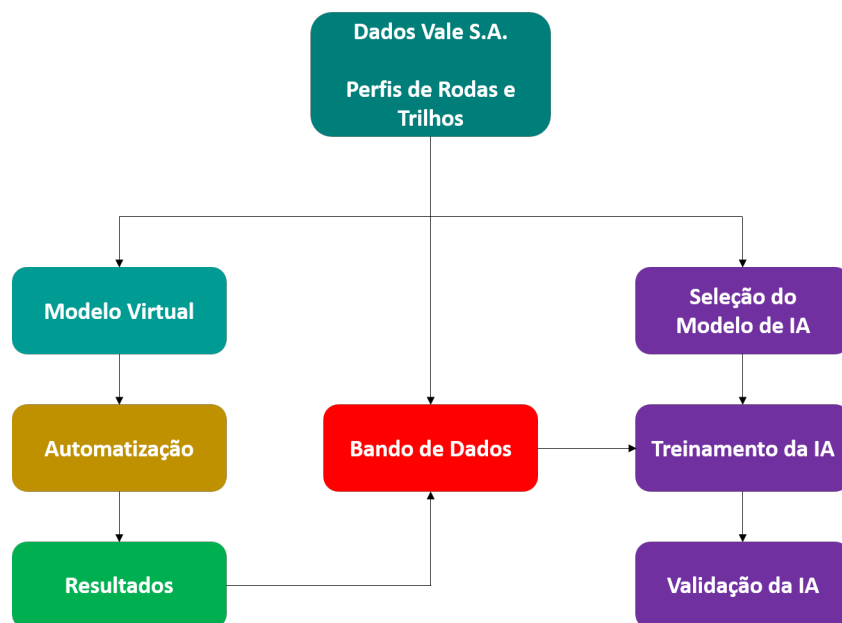 Dados Vale S.A.
Perfis de Rodas e
Trilhos
Modelo Virtual
Seleção do
Modelo de IA
Automatização
Bando de Dados
Treinamento da IA
Resultados
Validação da IA